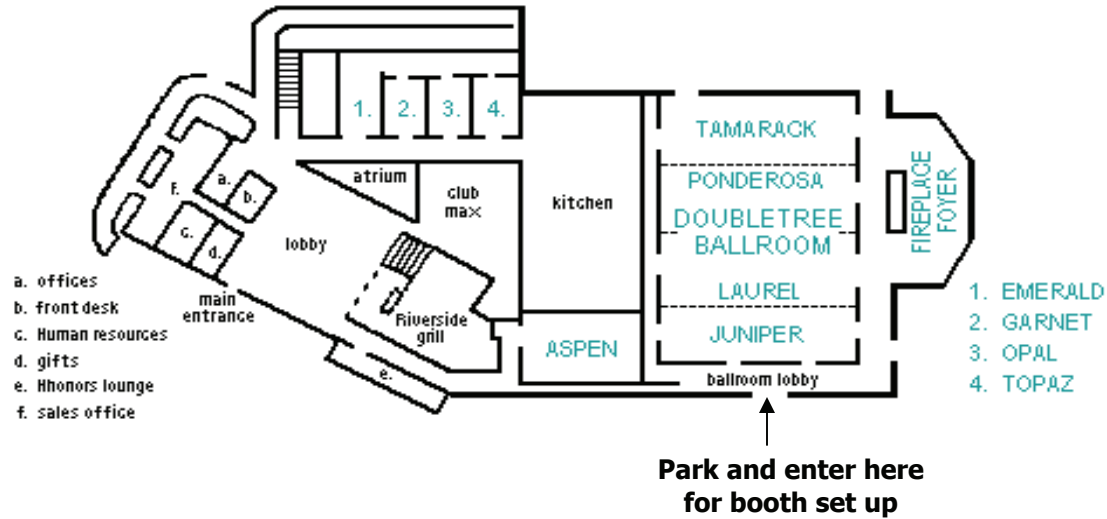 1.
2.
3.
4.
TAMARACK
PONDEROSA
DOUBLETREE
BALLROOM
LAUREL
JUNIPER
FIREPLACE
FOYER
atrium
club
max
kitchen
a.
b.
f.
c.
d.
lobby
main
entrance
Riverside
grill
e.
ASPEN
ballroom lobby
a. offices
b. front desk
c. Human resources
d. gifts
e. Hhonors lounge
f. sales office
1. EMERALD
2. GARNET
3. OPAL
4. TOPAZ
Park and enter here
for booth set up